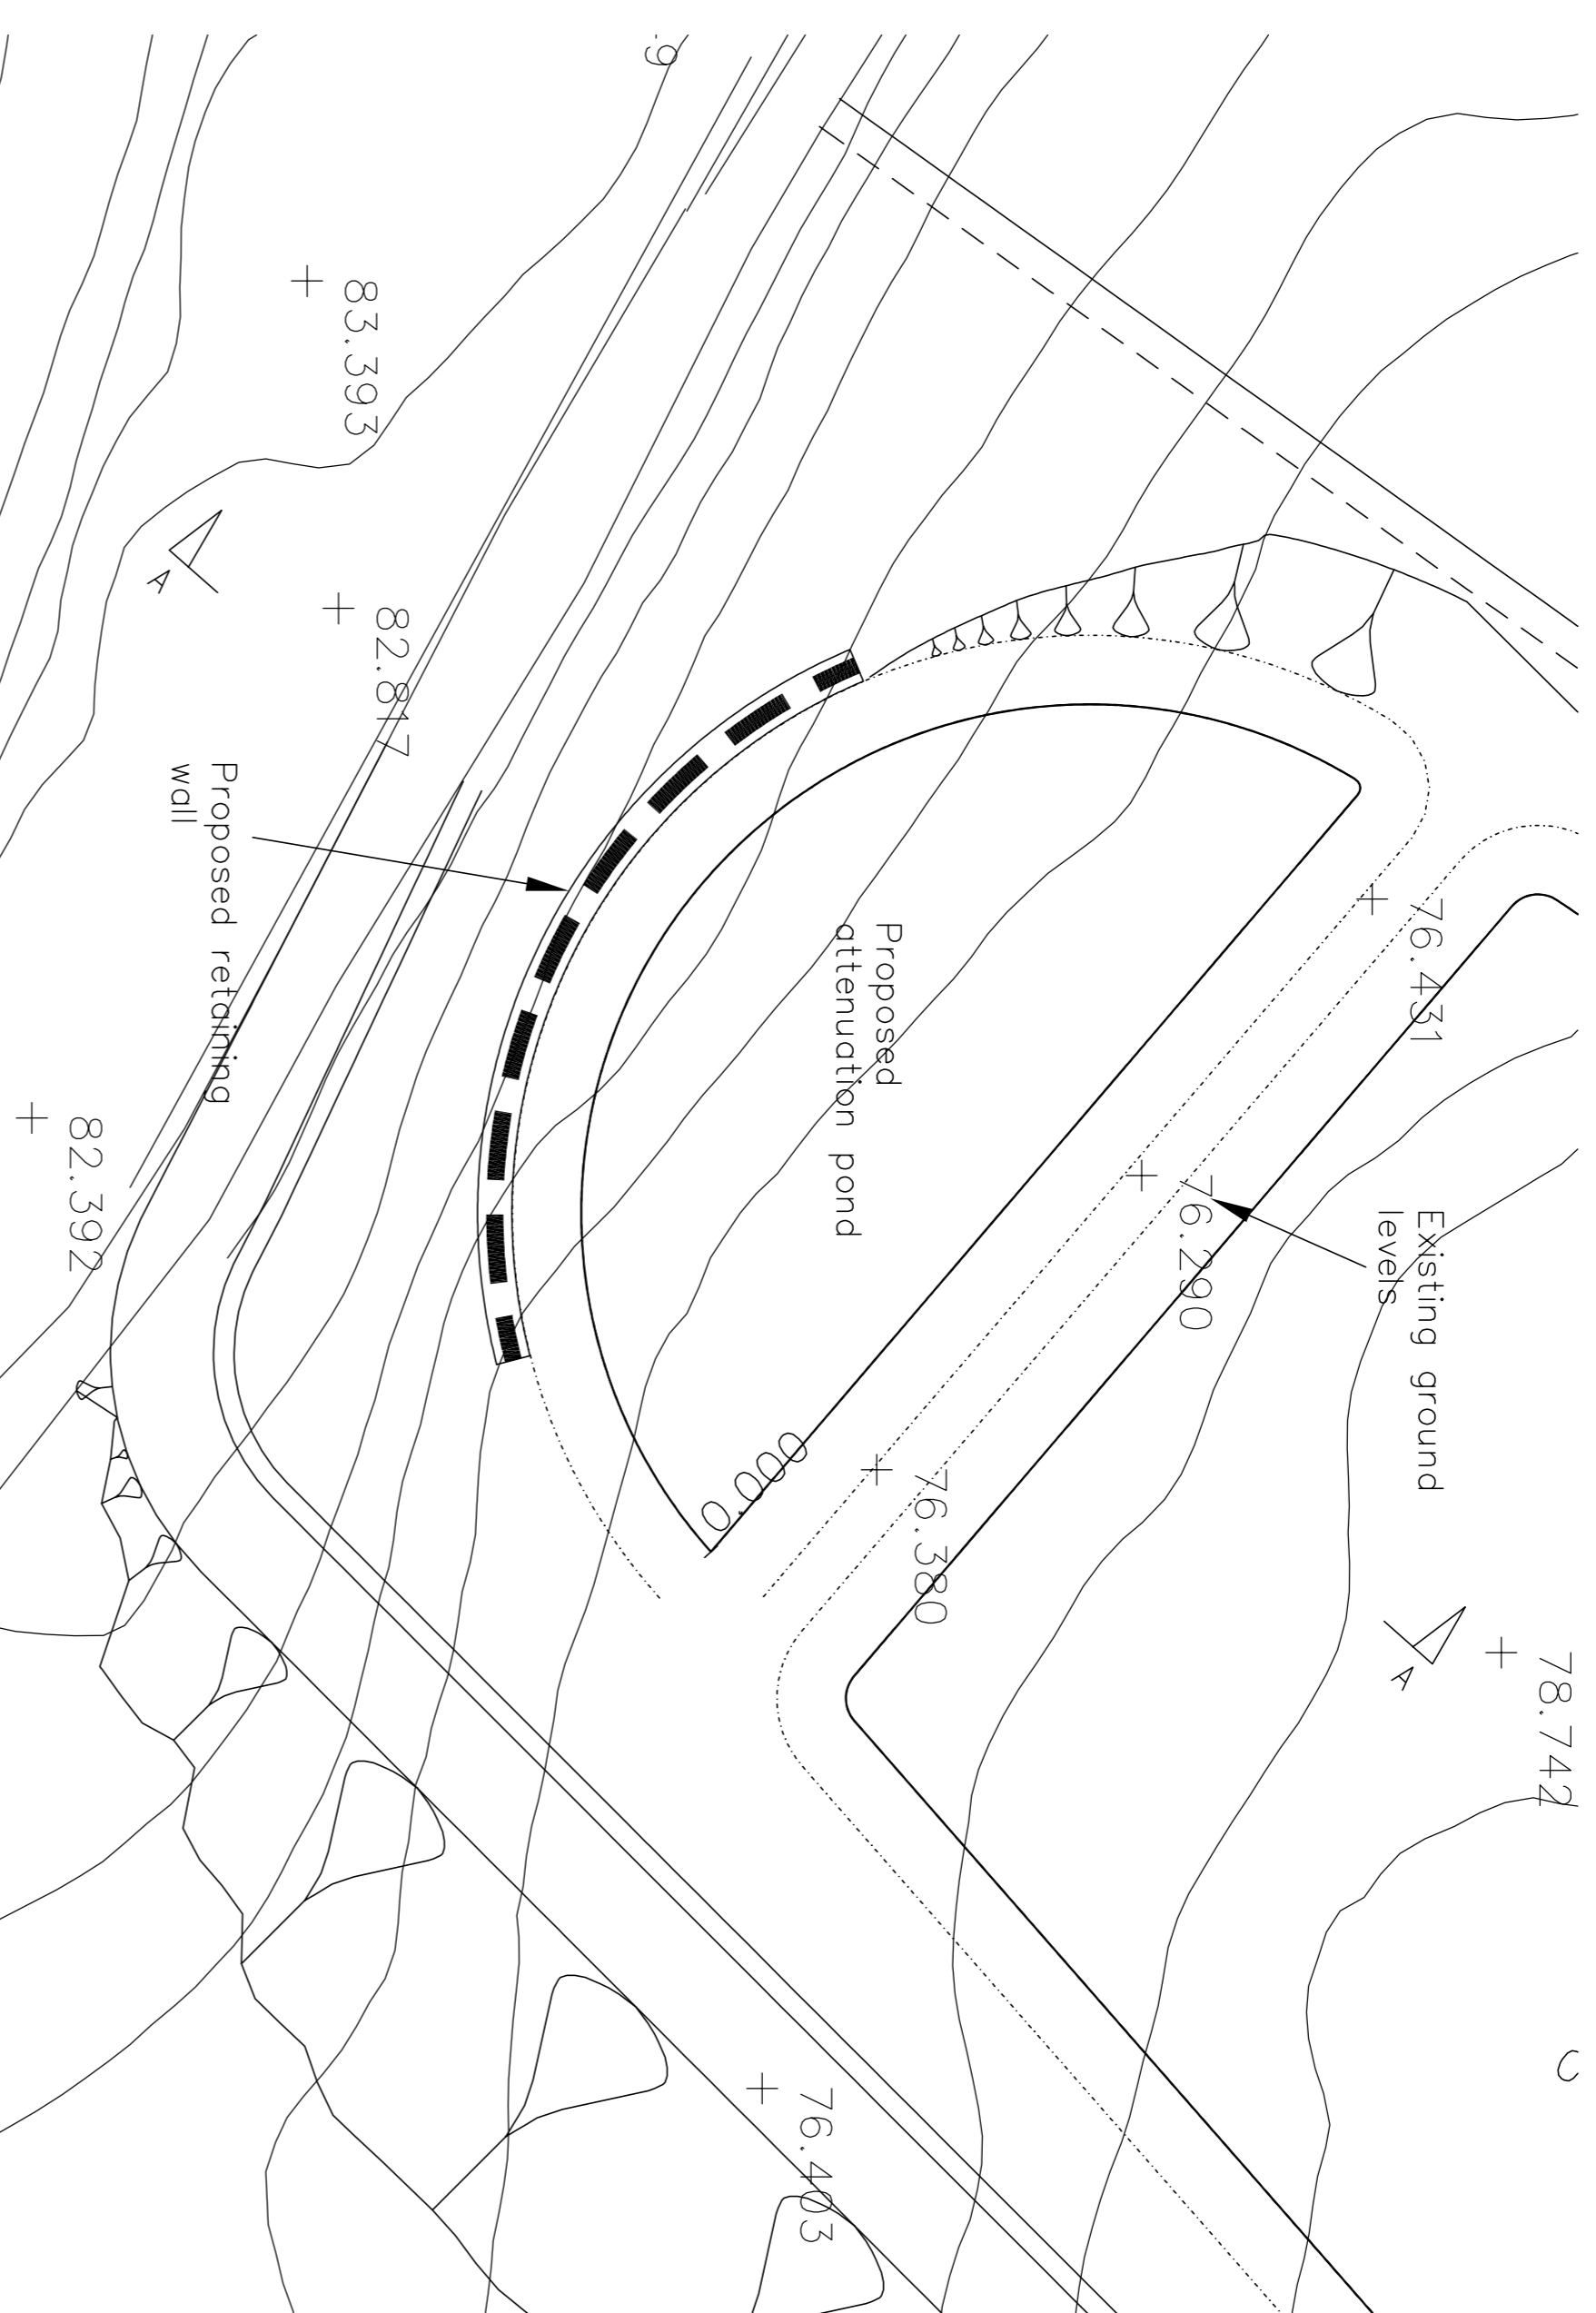 78.742
76.431
Existing ground
levels
76.290
76.380
Proposed
attenuation pond
76.403
0.000
83.393
82.817
Proposed retaining
wall
82.392
A
A